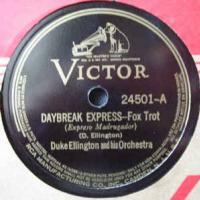 VICTOR
24501-A
DAYBREAK EXPRESS—Fox Trot
(Expreso Madrugador)
(D. Ellington)
Duke Ellington and his Orchestra